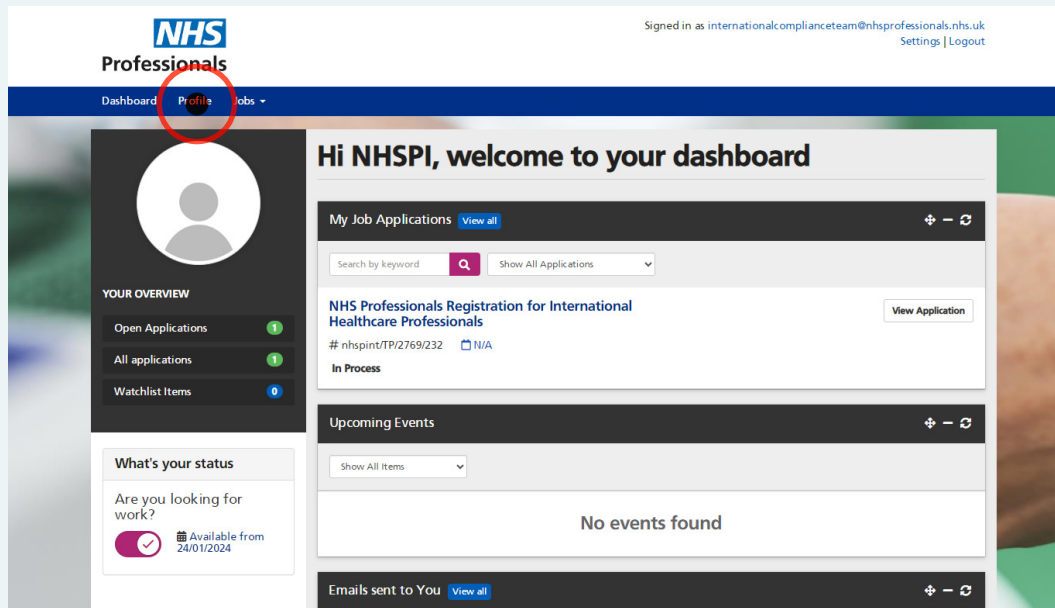 NHS
Professionals
Signed in as internationalcomplianceteam@nhsprofessionals.nhs.uk
Settings | Logout
Dashboard Profile Jobs
Hi NHSPI, welcome to your dashboard
My Job Applications View all
Search by keyword Show All Applications
YOUR OVERVIEW
Open Applications 1
All applications 1
Watchlist Items 0
NHS Professionals Registration for International
Healthcare Professionals
View Application
# nhspint/TP/2769/232 N/A
In Process
Upcoming Events
Show All Items
No events found
What's your status
Are you looking for
work?
Available from
24/01/2024
Emails sent to You View all